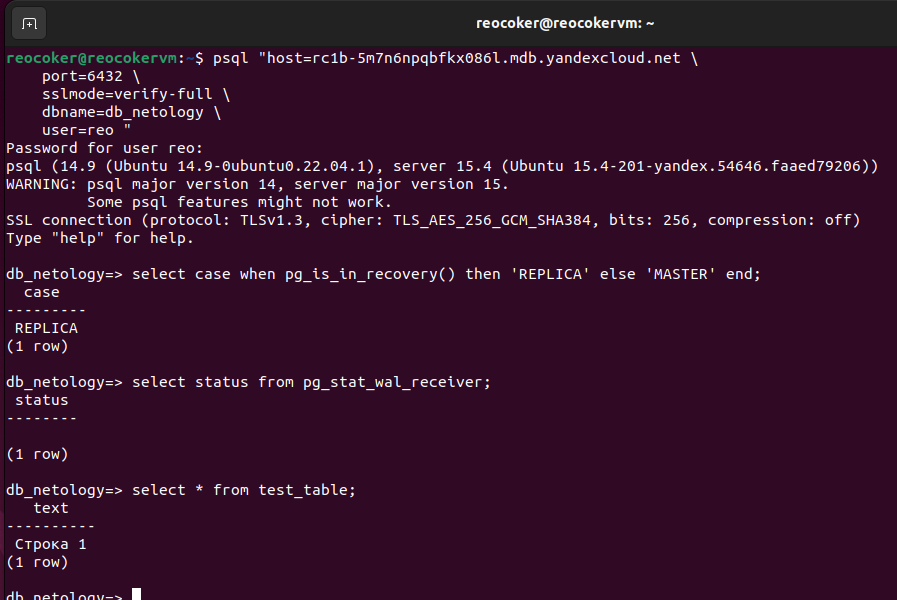 reocoker@reocokervm: ~
reocoker@reocokervm:~$ psql "host=rc1b-5m7n6npqbfkx086l.mdb.yandexcloud.net \
    port=6432 \
    sslmode=verify-full \
    dbname=db_netology \
    user=reo "
Password for user reo:
psql (14.9 (Ubuntu 14.9-0ubuntu0.22.04.1), server 15.4 (Ubuntu 15.4-201-yandex.54646.faaed79206))
WARNING: psql major version 14, server major version 15.
         Some psql features might not work.
SSL connection (protocol: TLSv1.3, cipher: TLS_AES_256_GCM_SHA384, bits: 256, compression: off)
Type "help" for help.

db_netology=> select case when pg_is_in_recovery() then 'REPLICA' else 'MASTER' end;
  case
---------
 REPLICA
(1 row)

db_netology=> select status from pg_stat_wal_receiver;
 status
--------

(1 row)

db_netology=> select * from test_table;
   text
----------
 Строка 1
(1 row)

db_netology=>